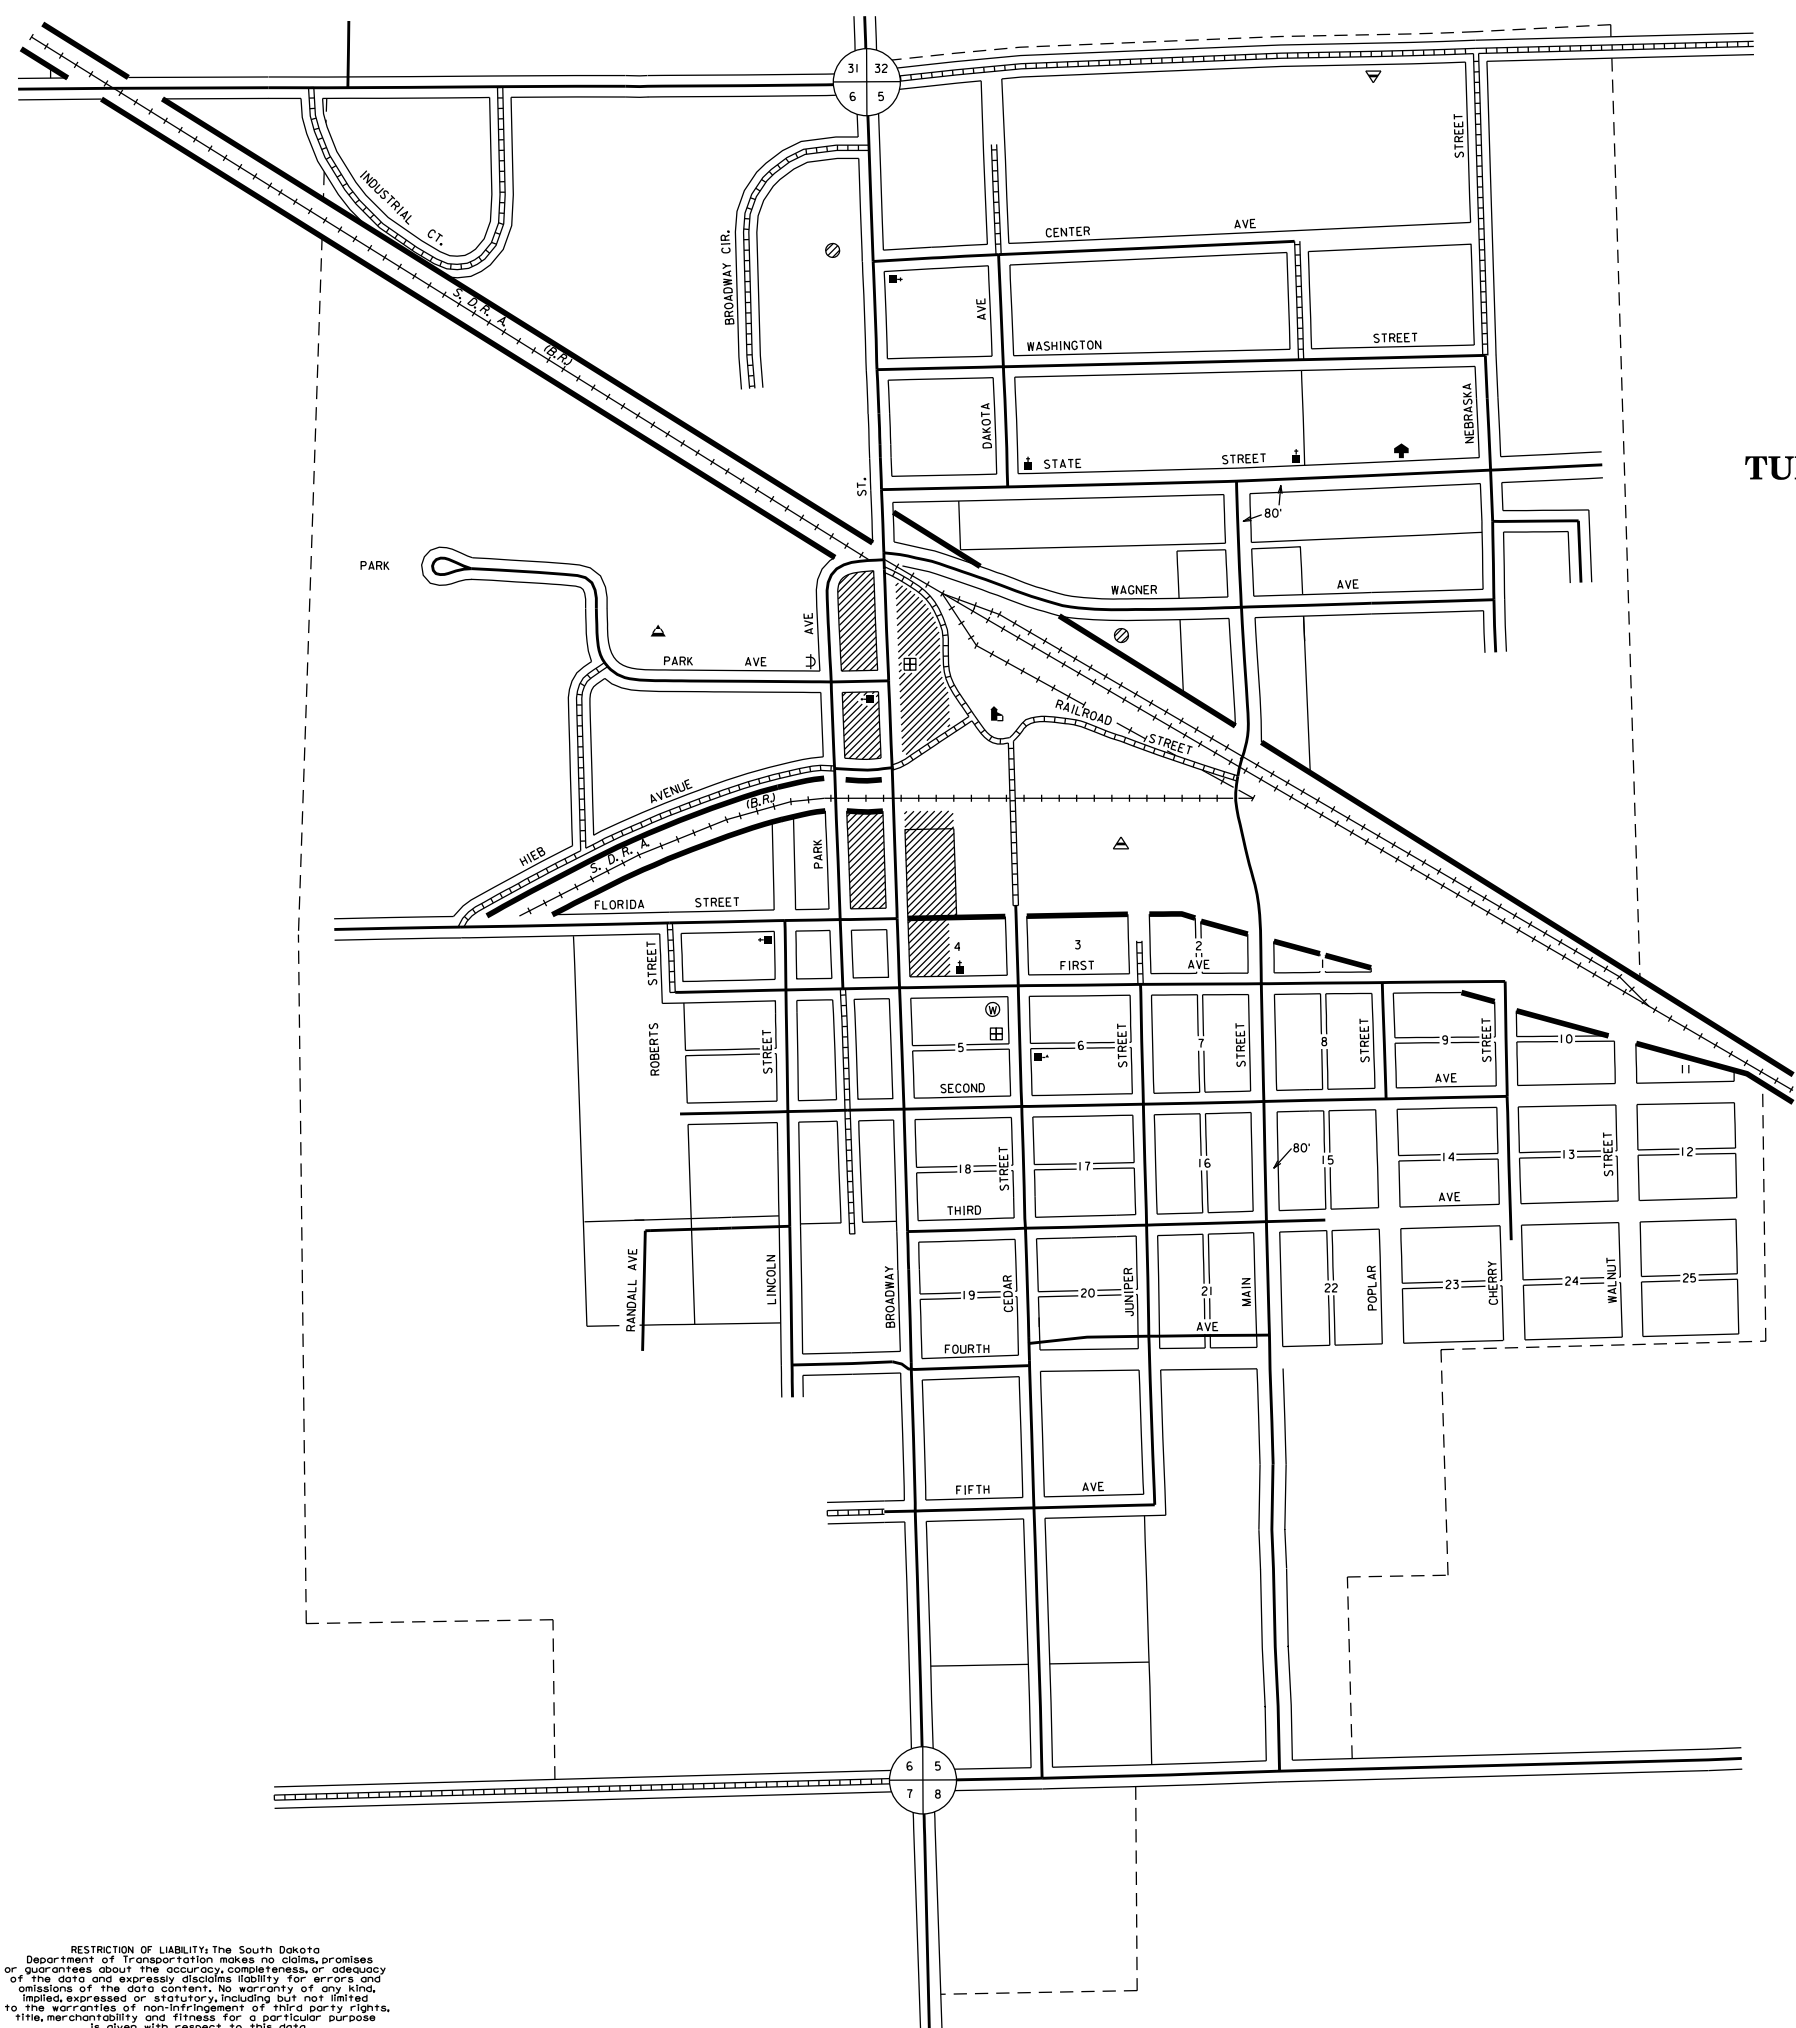 31 32
6 5
STREET
INDUSTRIAL CT.
BROADWAY CIR.
CENTER AVE
S. D. R. A. (B.R.)
AVE
WASHINGTON STREET
DAKOTA
NEBRASKA
ST.
STATE STREET
80'
PARK
WAGNER AVE
AVE
PARK AVE
RAILROAD STREET
AVENUE
(B.R.)
HIEB
S. D. R. A.
PARK
FLORIDA STREET
4 3 2 1
FIRST AVE
STREET
W
ROBERTS
STREET
STREET
STREET
STREET
STREET
5 6 7 8 9 10 11
SECOND AVE
80'
18 17 16 15 14 13 12
STREET
STREET
THIRD AVE
RANDALL AVE
LINCOLN
BROADWAY
CEDAR
JUNIPER
MAIN
POPLAR
CHERRY
WALNUT
19 20 21 22 23 24 25
FOURTH AVE
FIFTH AVE
6 5
7 8
RESTRICTION OF LIABILITY: The South Dakota
Department of Transportation makes no claims, promises
or guarantees about the accuracy, completeness, or adequacy
of the data and expressly disclaims liability for errors and
omissions of the data content. No warranty of any kind,
implied, expressed or statutory, including but not limited
to the warranties of non-infringement of third party rights,
title, merchantability and fitness for a particular purpose
is given with respect to this data